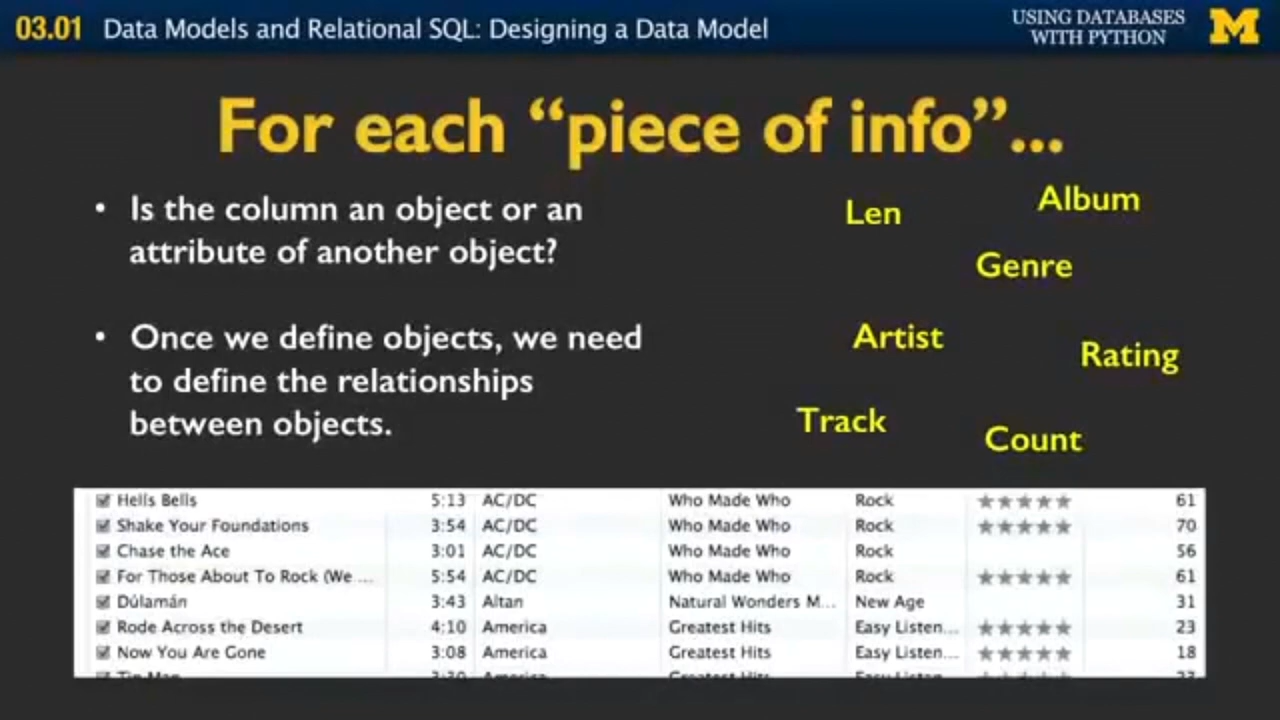 03.01 Data Models and Relational SQL: Designing a Data Model
USING DATABASES
WITH PYTHON
M
For each “piece of info”...
• Is the column an object or an
attribute of another object?
• Once we define objects, we need
to define the relationships
between objects.
Len
Album
Genre
Artist
Rating
Track
Count
Hells Bells 5:13 AC/DC Who Made Who Rock ★★★★★ 61
Shake Your Foundations 3:54 AC/DC Who Made Who Rock ★★★★★ 70
Chase the Ace 3:01 AC/DC Who Made Who Rock 56
For Those About To Rock (We ... 5:54 AC/DC Who Made Who Rock ★★★★★ 61
Dúlamán 3:43 Altan Natural Wonders M... New Age 31
Rode Across the Desert 4:10 America Greatest Hits Easy Listen... ★★★★★ 23
Now You Are Gone 3:08 America Greatest Hits Easy Listen... ★★★★★ 18